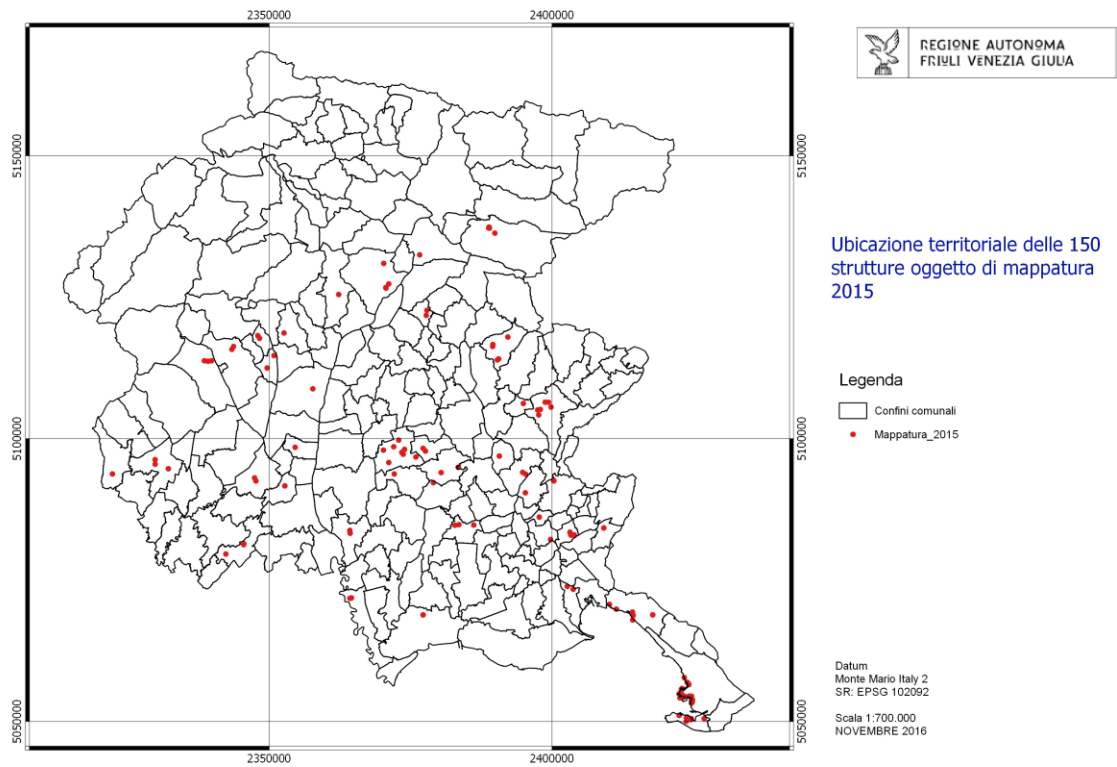 2350000
2400000
REGIONE AUTONOMA
FRIULI VENEZIA GIULIA
5150000
5150000
Ubicazione territoriale delle 150
strutture oggetto di mappatura
2015
Legenda
Confini comunali
Mappatura_2015
5100000
5100000
Datum
Monte Mario Italy 2
SR: EPSG 102092
Scala 1:700.000
NOVEMBRE 2016
5050000
5050000
2350000
2400000